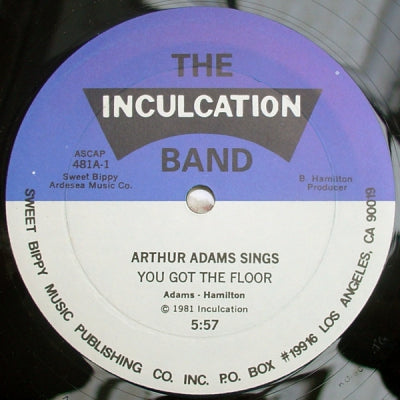 THE
INCULCATION
BAND
ASCAP
481A-1
Sweet Bippy
Ardesea Music Co.
B. Hamilton
Producer
ARTHUR ADAMS SINGS
YOU GOT THE FLOOR
Adams - Hamilton
© 1981 Inculcation
5:57
SWEET BIPPY MUSIC PUBLISHING CO. INC. P.O. BOX #19916 LOS ANGELES, CA 90019